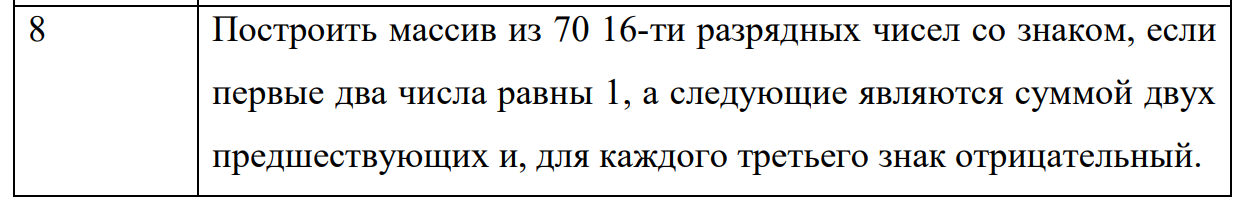 8
Построить массив из 70 16-ти разрядных чисел со знаком, если
первые два числа равны 1, а следующие являются суммой двух
предшествующих и, для каждого третьего знак отрицательный.